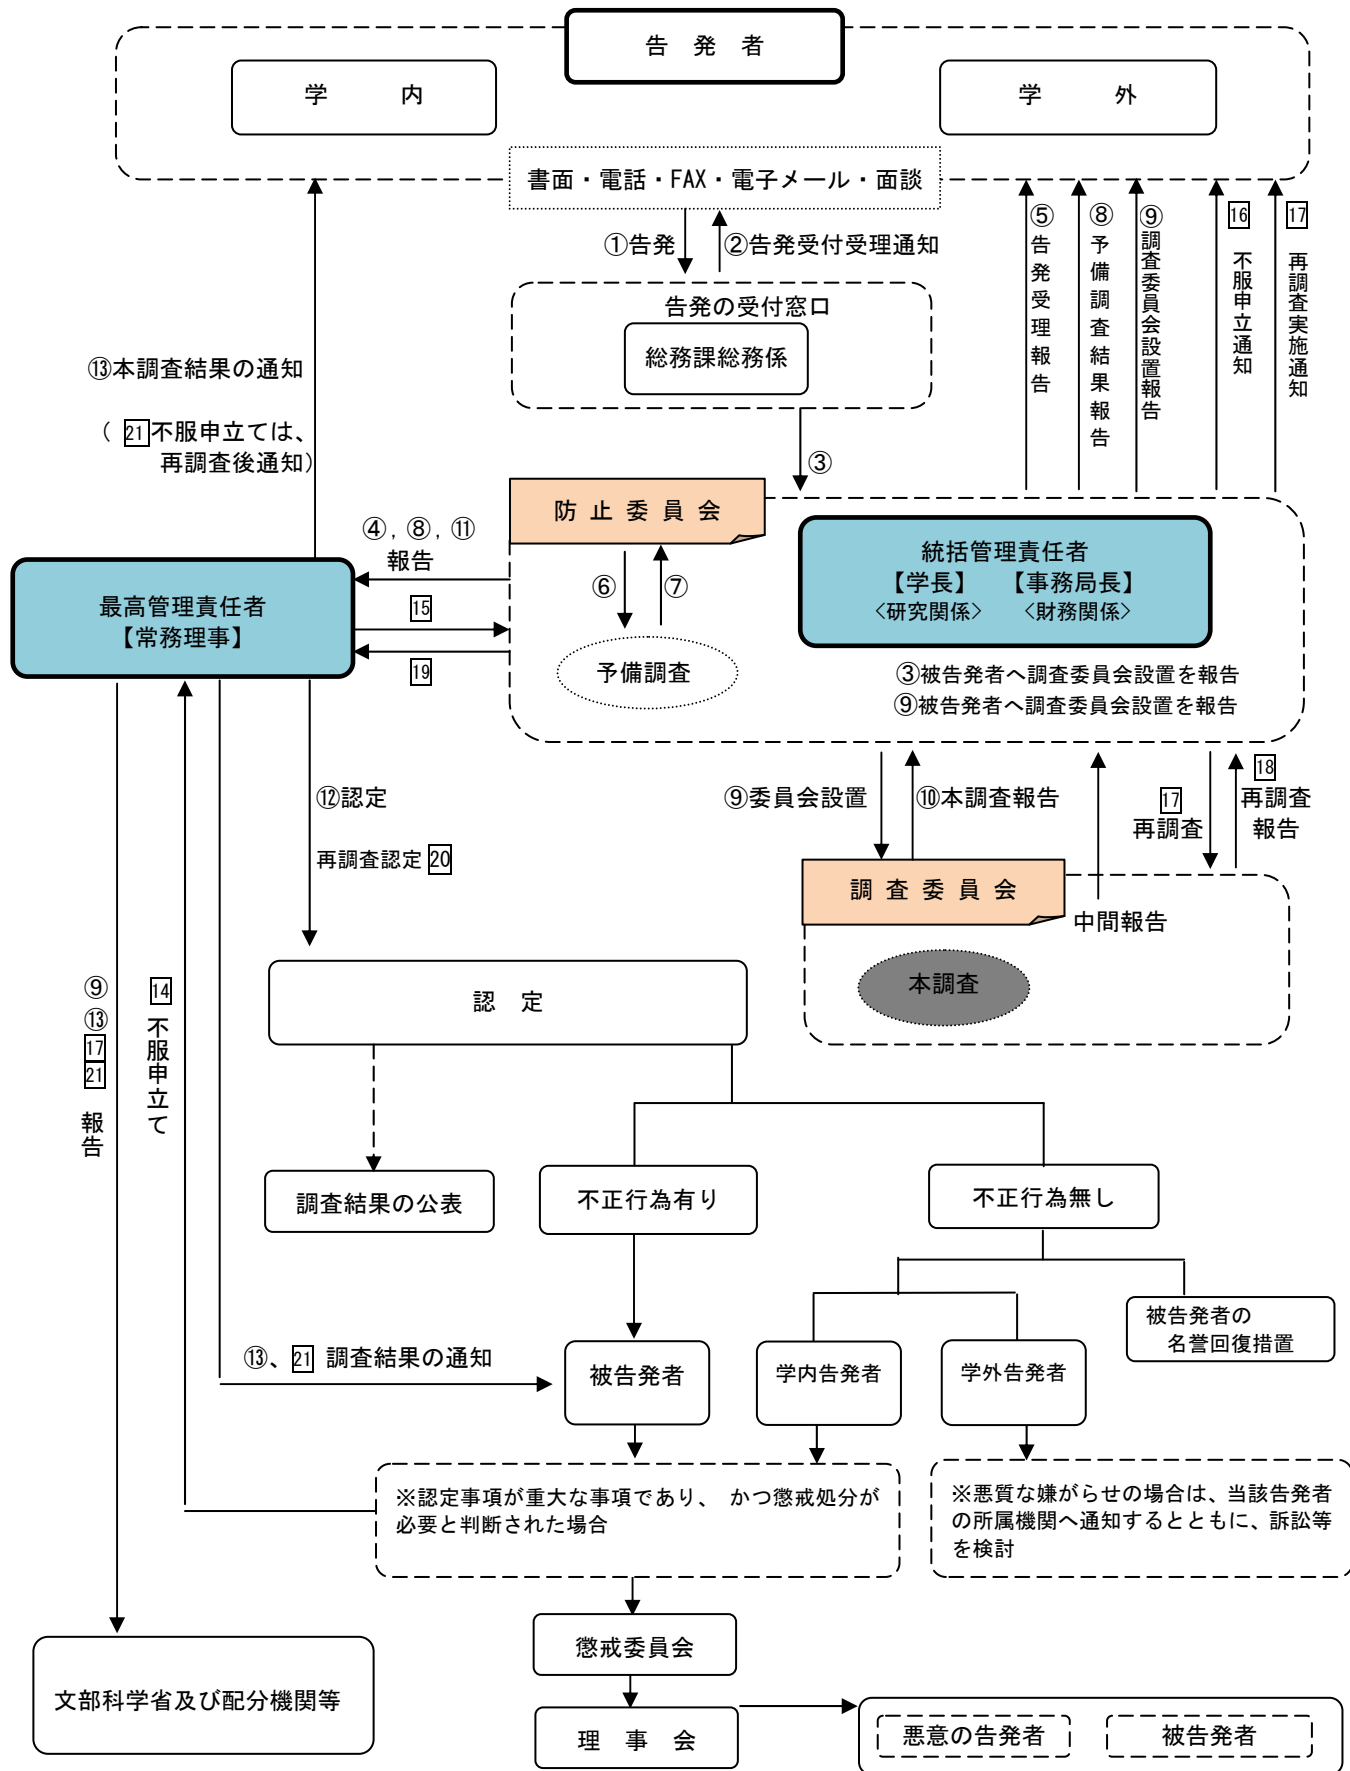 告　発　者
学　　　内
学　　　外
書面・電話・FAX・電子メール・面談
①告発
②告発受付受理通知
⑤告発受理報告
⑧予備調査結果報告
⑨調査委員会設置報告
16 不服申立通知
17 再調査実施通知
告発の受付窓口
総務課総務係
⑬本調査結果の通知
（ 21不服申立ては、
再調査後通知）
③
防 止 委 員 会
④，⑧，⑪
報告
15
19
⑥
⑦
予備調査
統括管理責任者
【学長】　【事務局長】
<研究関係>　<財務関係>
③被告発者へ調査委員会設置を報告
⑨被告発者へ調査委員会設置を報告
最高管理責任者
【常務理事】
⑫認定
再調査認定 20
⑨委員会設置
⑩本調査報告
17
再調査
18
再調査
報告
調 査 委 員 会
中間報告
本調査
認　定
⑨
⑬
17
21
報告
14 不服申立て
調査結果の公表
不正行為有り
不正行為無し
被告発者の
名誉回復措置
⑬、21 調査結果の通知
被告発者
学内告発者
学外告発者
※認定事項が重大な事項であり、 かつ懲戒処分が
必要と判断された場合
※悪質な嫌がらせの場合は、当該告発者
の所属機関へ通知するとともに、訴訟等
を検討
懲戒委員会
文部科学省及び配分機関等
理　事　会
悪意の告発者
被告発者